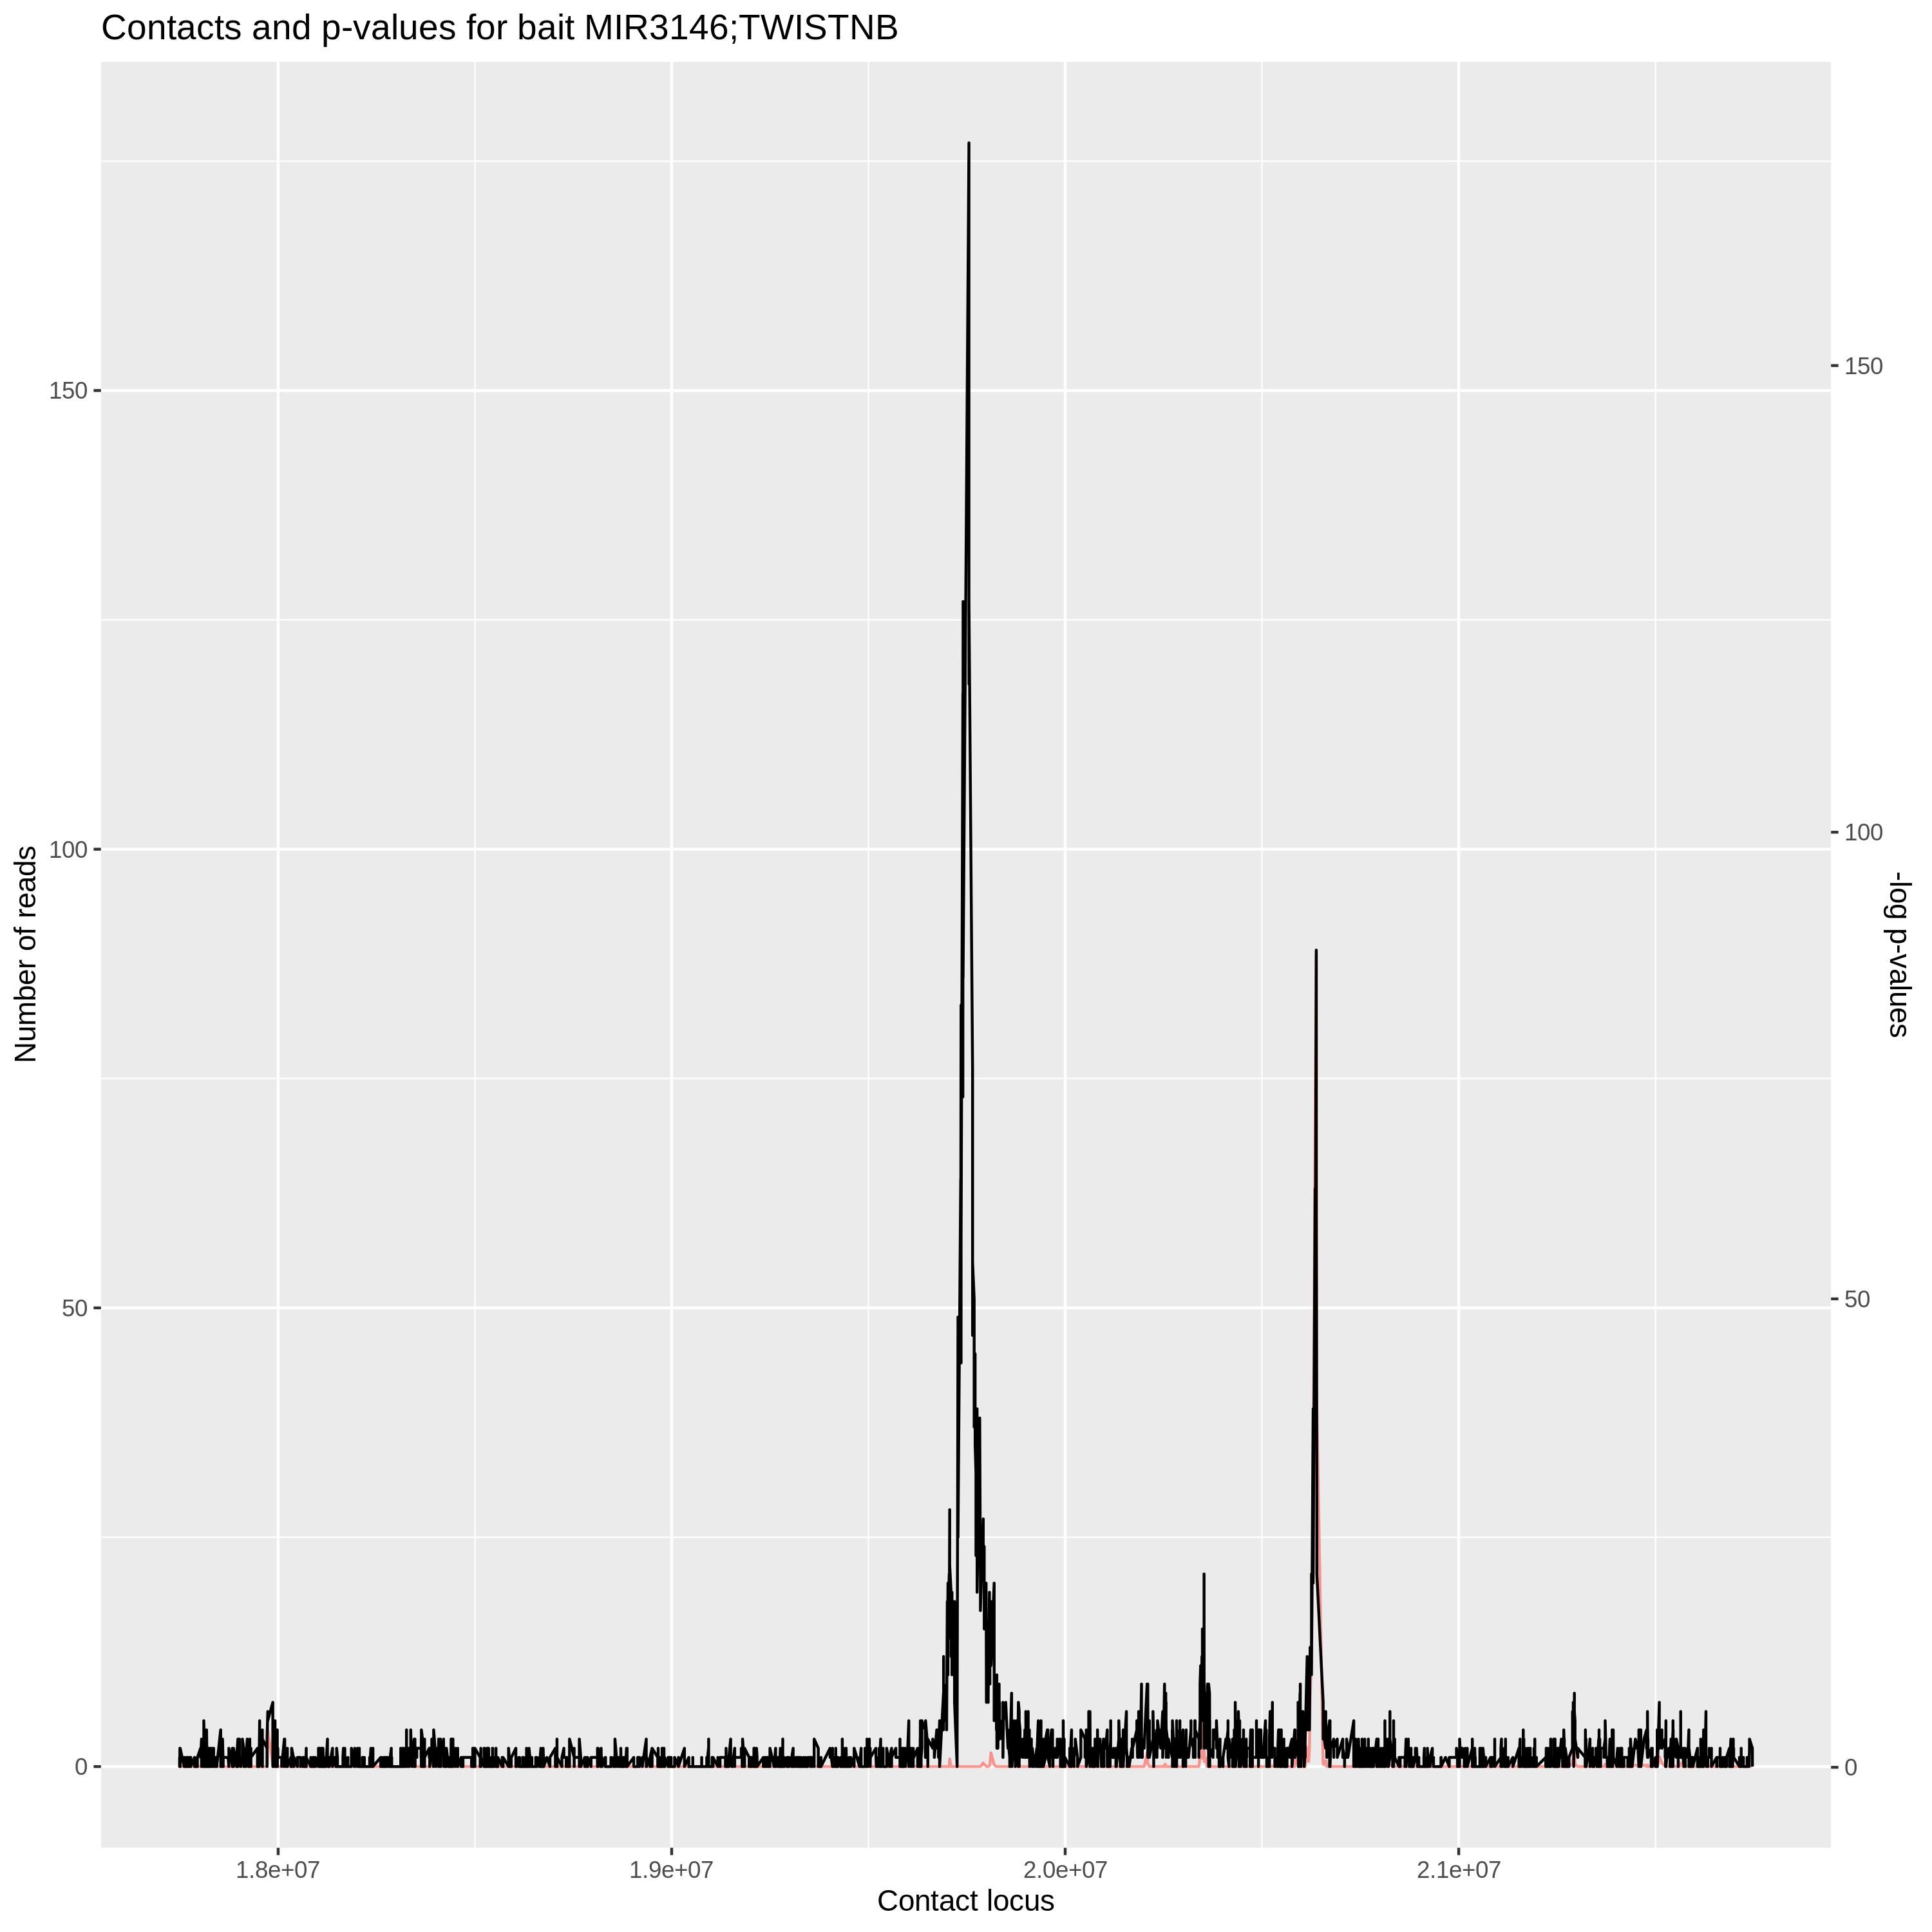 Contacts and p-values for bait MIR3146;TWISTNB
Number of reads
150
100
50
0
150
100
50
0
-log p-values
1.8e+07
1.9e+07
2.0e+07
2.1e+07
Contact locus